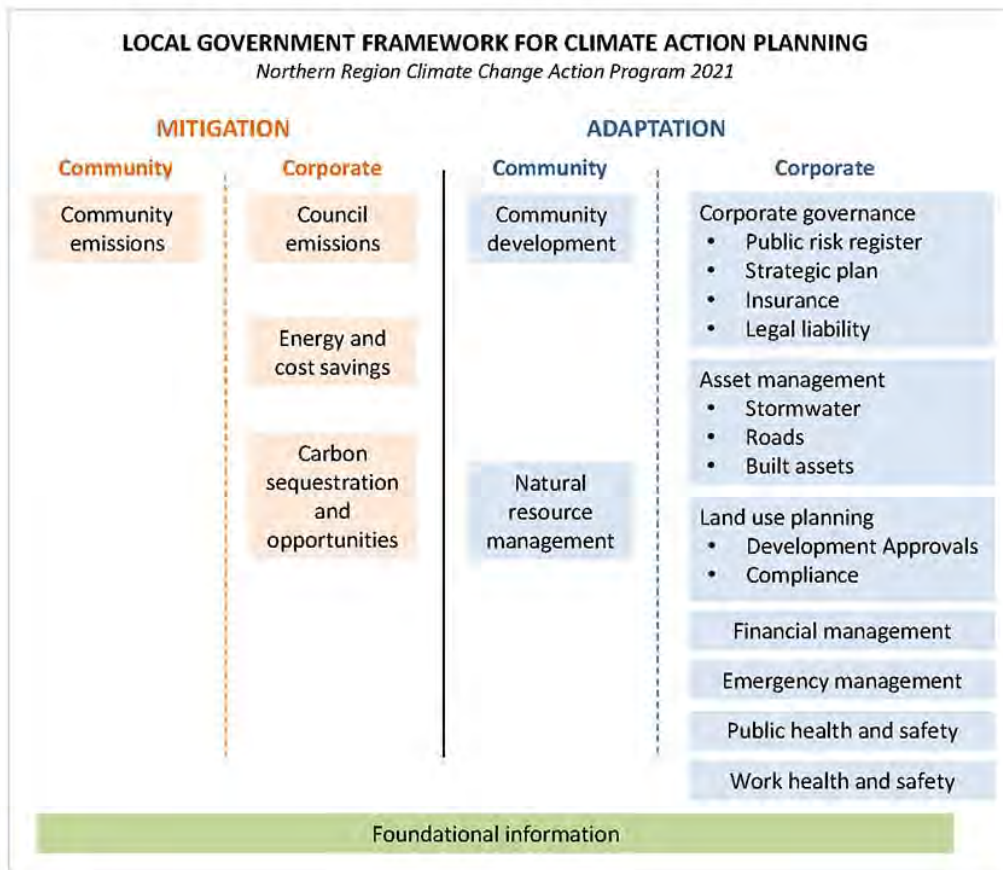 LOCAL GOVERNMENT FRAMEWORK FOR CLIMATE ACTION PLANNING
Northern Region Climate Change Action Program 2021
MITIGATION
Community
Community
emissions
Corporate
Council
emissions
Energy and
cost savings
Carbon
sequestration
and
opportunities
ADAPTATION
Community
Community
development
Natural
resource
management
Corporate
Corporate governance
• Public risk register
• Strategic plan
• Insurance
• Legal liability
Asset management
• Stormwater
• Roads
• Built assets
Land use planning
• Development Approvals
• Compliance
Financial management
Emergency management
Public health and safety
Work health and safety
Foundational information